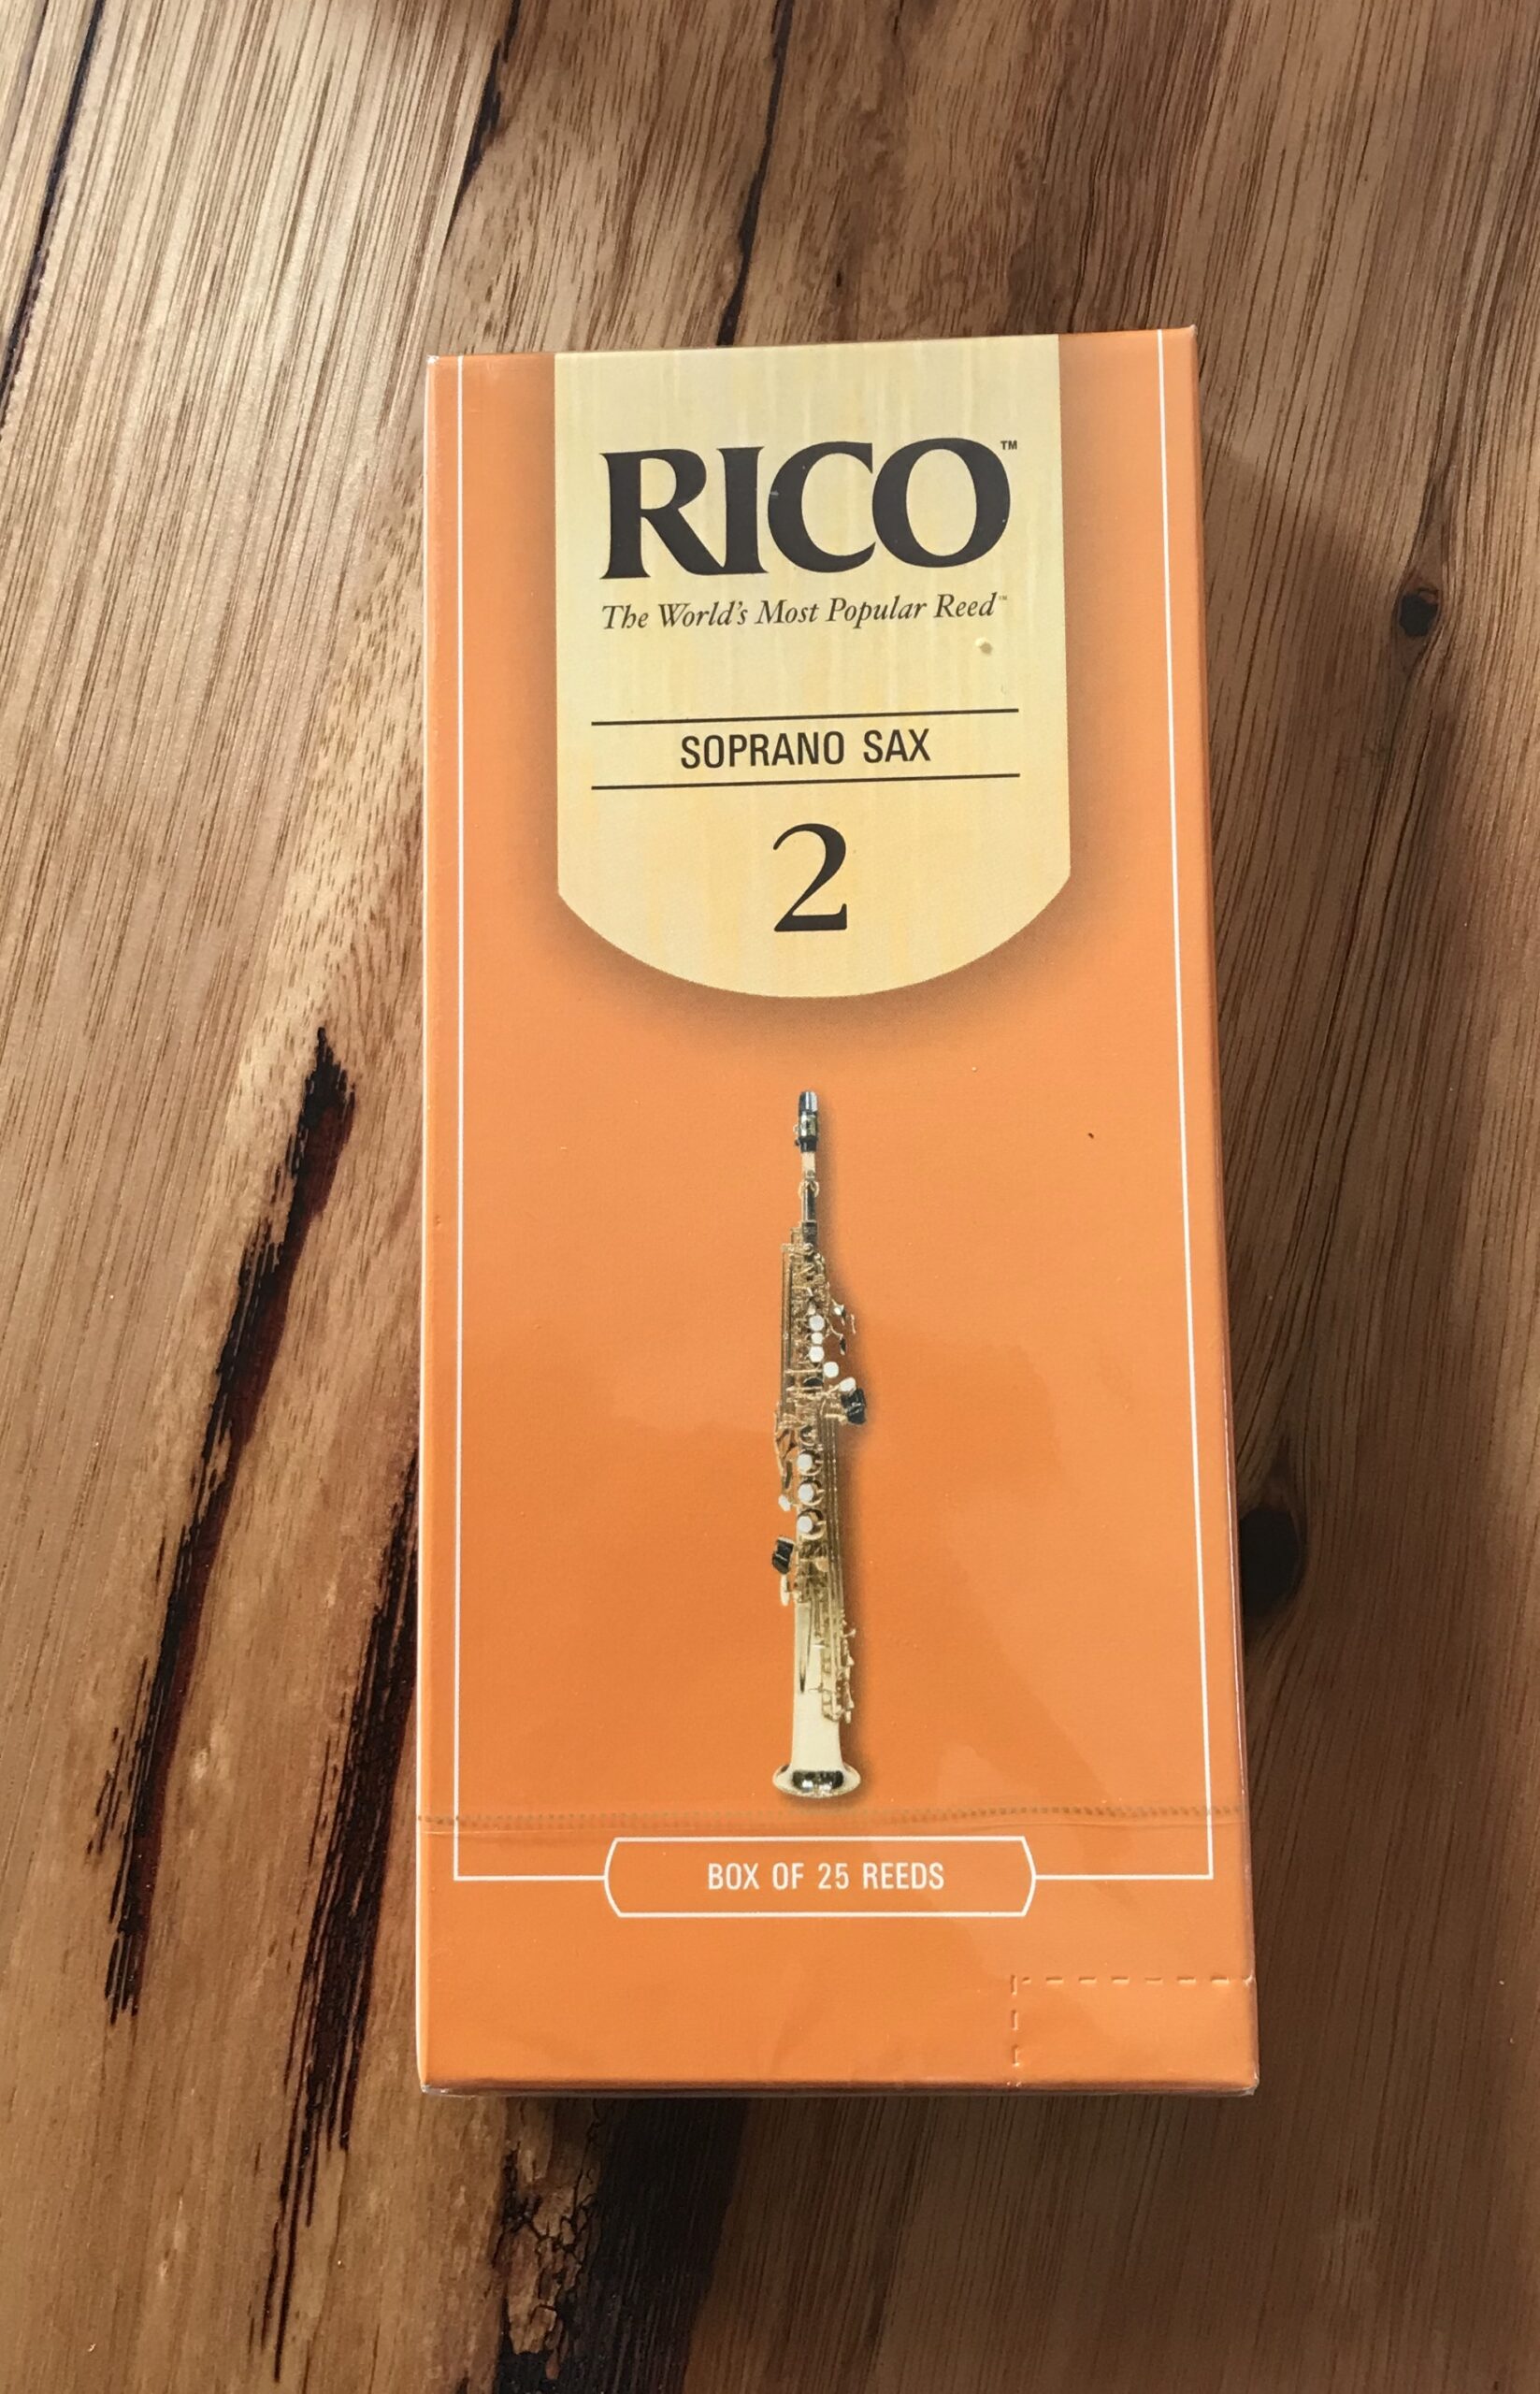 RICO™
The World's Most Popular Reed™
SOPRANO SAX
2
BOX OF 25 REEDS